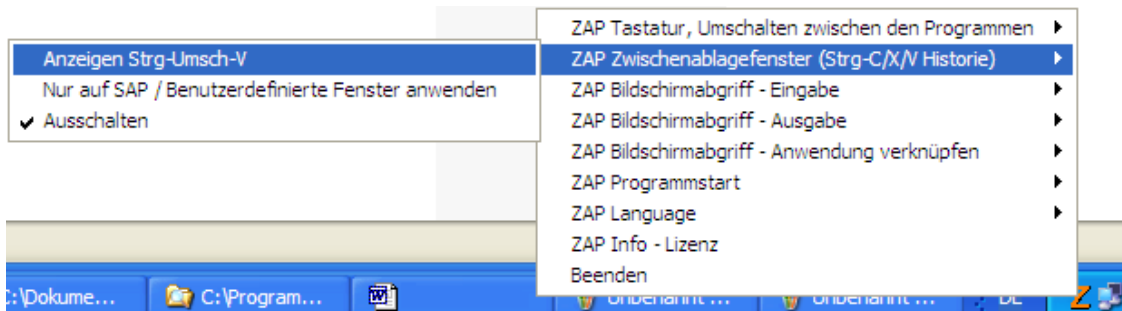 ZAP Tastatur, Umschalten zwischen den Programmen
ZAP Zwischenablagefenster (Strg-C/X/V Historie)
ZAP Bildschirmabgriff - Eingabe
ZAP Bildschirmabgriff - Ausgabe
ZAP Bildschirmabgriff - Anwendung verknüpfen
ZAP Programmstart
ZAP Language
ZAP Info - Lizenz
Beenden
Anzeigen Strg-Umsch-V
Nur auf SAP / Benutzerdefinierte Fenster anwenden
Ausschalten
C:\Dokume...
C:\Program...
Unbenannt ...
Unbenannt ...
DE
Z